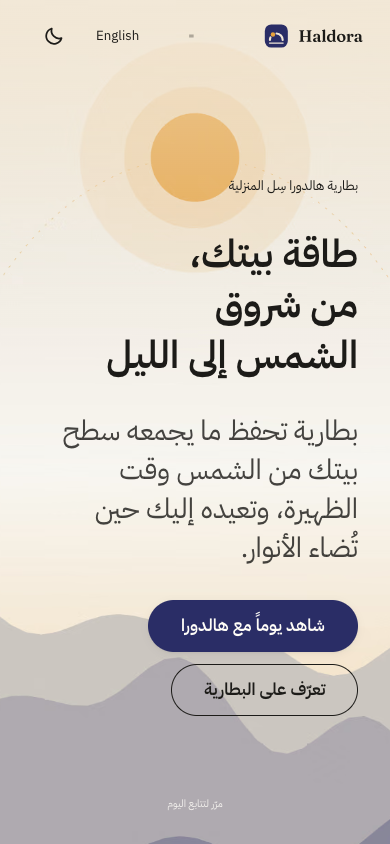 Haldora
English
بطارية هالدورا سِل المنزلية
طاقة بيتك،
من شروق
الشمس إلى الليل
بطارية تحفظ ما يجمعه سطح
بيتك من الشمس وقت
الظهيرة، وتعيده إليك حين
تُضاء الأنوار.
شاهد يوماً مع هالدورا
تعرّف على البطارية
مرّر لتتابع اليوم